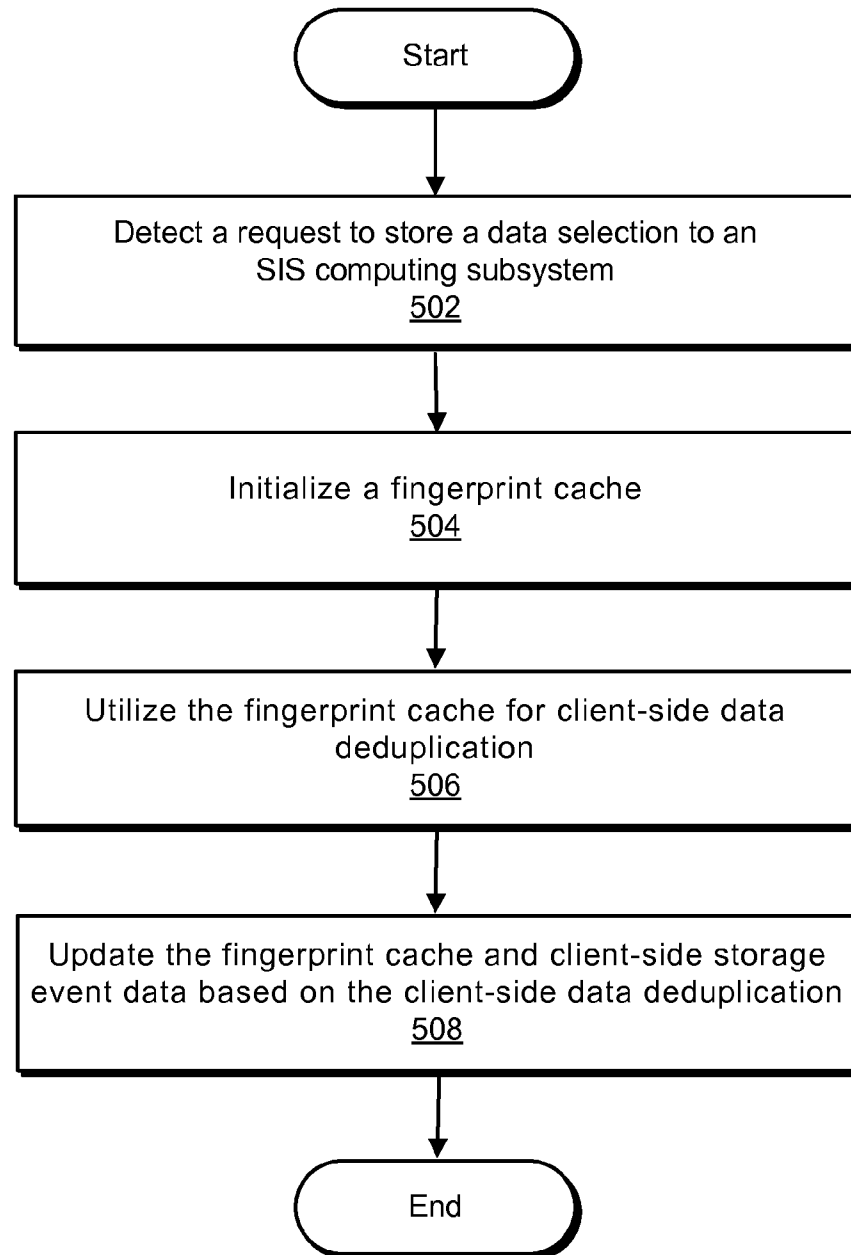 Start
Detect a request to store a data selection to an
SIS computing subsystem
502
Initialize a fingerprint cache
504
Utilize the fingerprint cache for client-side data
deduplication
506
Update the fingerprint cache and client-side storage
event data based on the client-side data deduplication
508
End